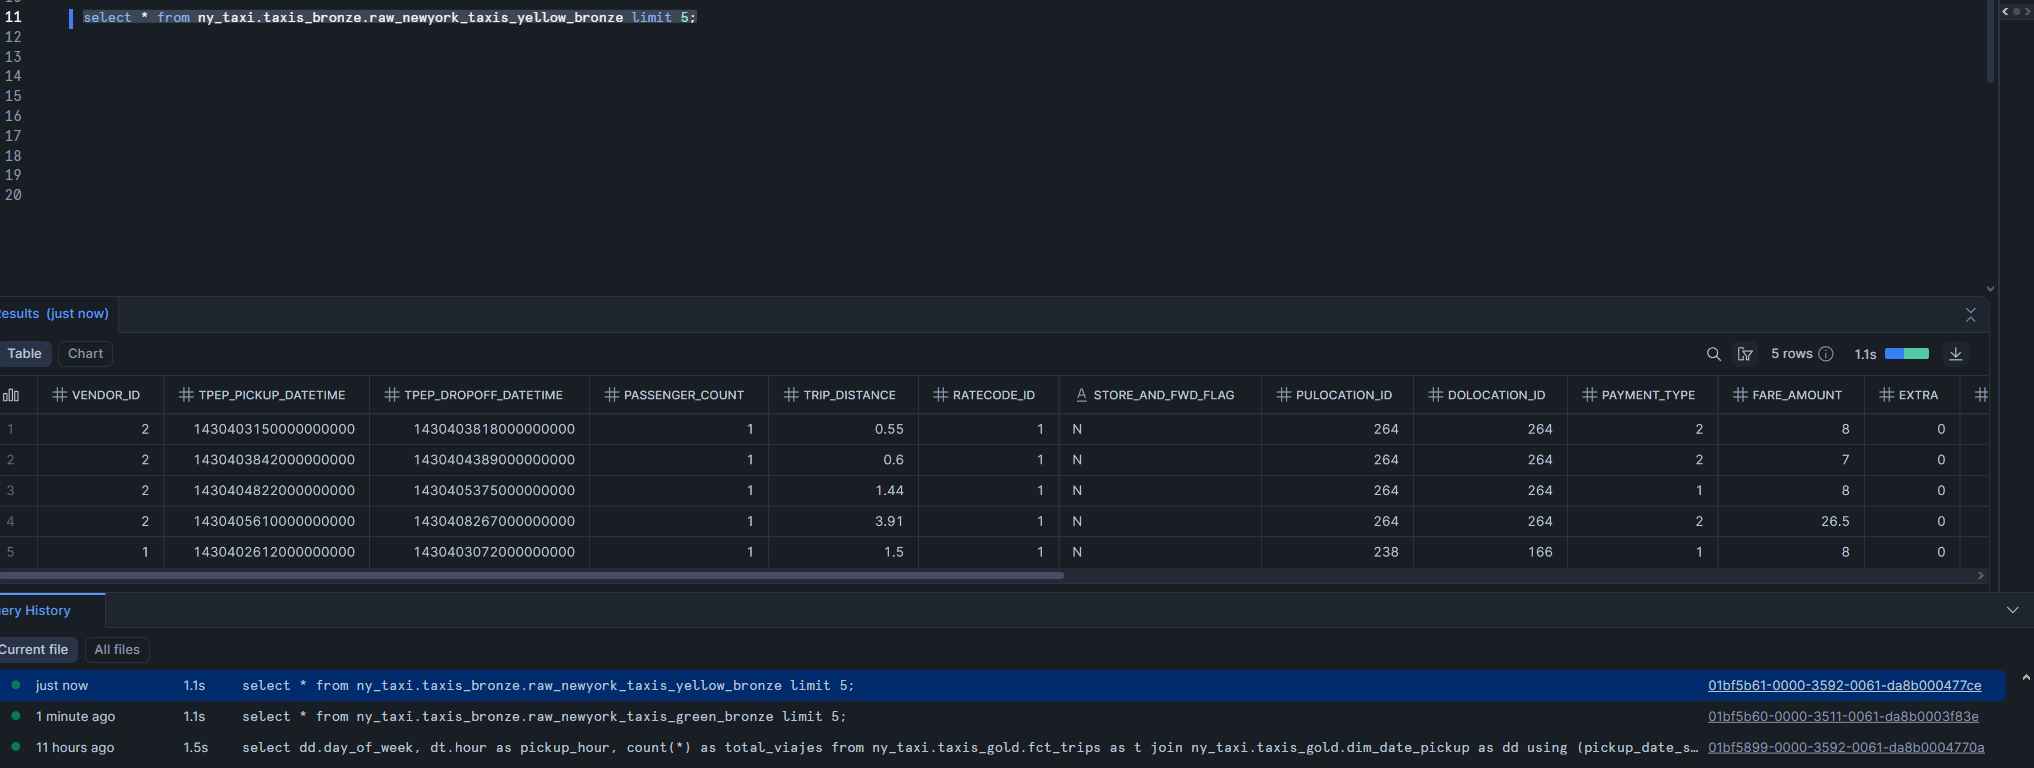 11 select * from ny_taxi.taxis_bronze.raw_newyork_taxis_yellow_bronze limit 5;
12
13
14
15
16
17
18
19
20
esults (just now)
Table Chart 5 rows 1.1s
VENDOR_ID TPEP_PICKUP_DATETIME TPEP_DROPOFF_DATETIME PASSENGER_COUNT TRIP_DISTANCE RATECODE_ID STORE_AND_FWD_FLAG PULOCATION_ID DOLOCATION_ID PAYMENT_TYPE FARE_AMOUNT EXTRA
1 2 1430403150000000000 1430403818000000000 1 0.55 1 N 264 264 2 8 0
2 2 1430403842000000000 1430404389000000000 1 0.6 1 N 264 264 2 7 0
3 2 1430404822000000000 1430405375000000000 1 1.44 1 N 264 264 1 8 0
4 2 1430405610000000000 1430408267000000000 1 3.91 1 N 264 264 2 26.5 0
5 1 1430402612000000000 1430403072000000000 1 1.5 1 N 238 166 1 8 0
ery History
Current file All files
just now 1.1s select * from ny_taxi.taxis_bronze.raw_newyork_taxis_yellow_bronze limit 5; 01bf5b61-0000-3592-0061-da8b000477ce
1 minute ago 1.1s select * from ny_taxi.taxis_bronze.raw_newyork_taxis_green_bronze limit 5; 01bf5b60-0000-3511-0061-da8b0003f83e
11 hours ago 1.5s select dd.day_of_week, dt.hour as pickup_hour, count(*) as total_viajes from ny_taxi.taxis_gold.fct_trips as t join ny_taxi.taxis_gold.dim_date_pickup as dd using (pickup_date_s… 01bf5899-0000-3592-0061-da8b0004770a